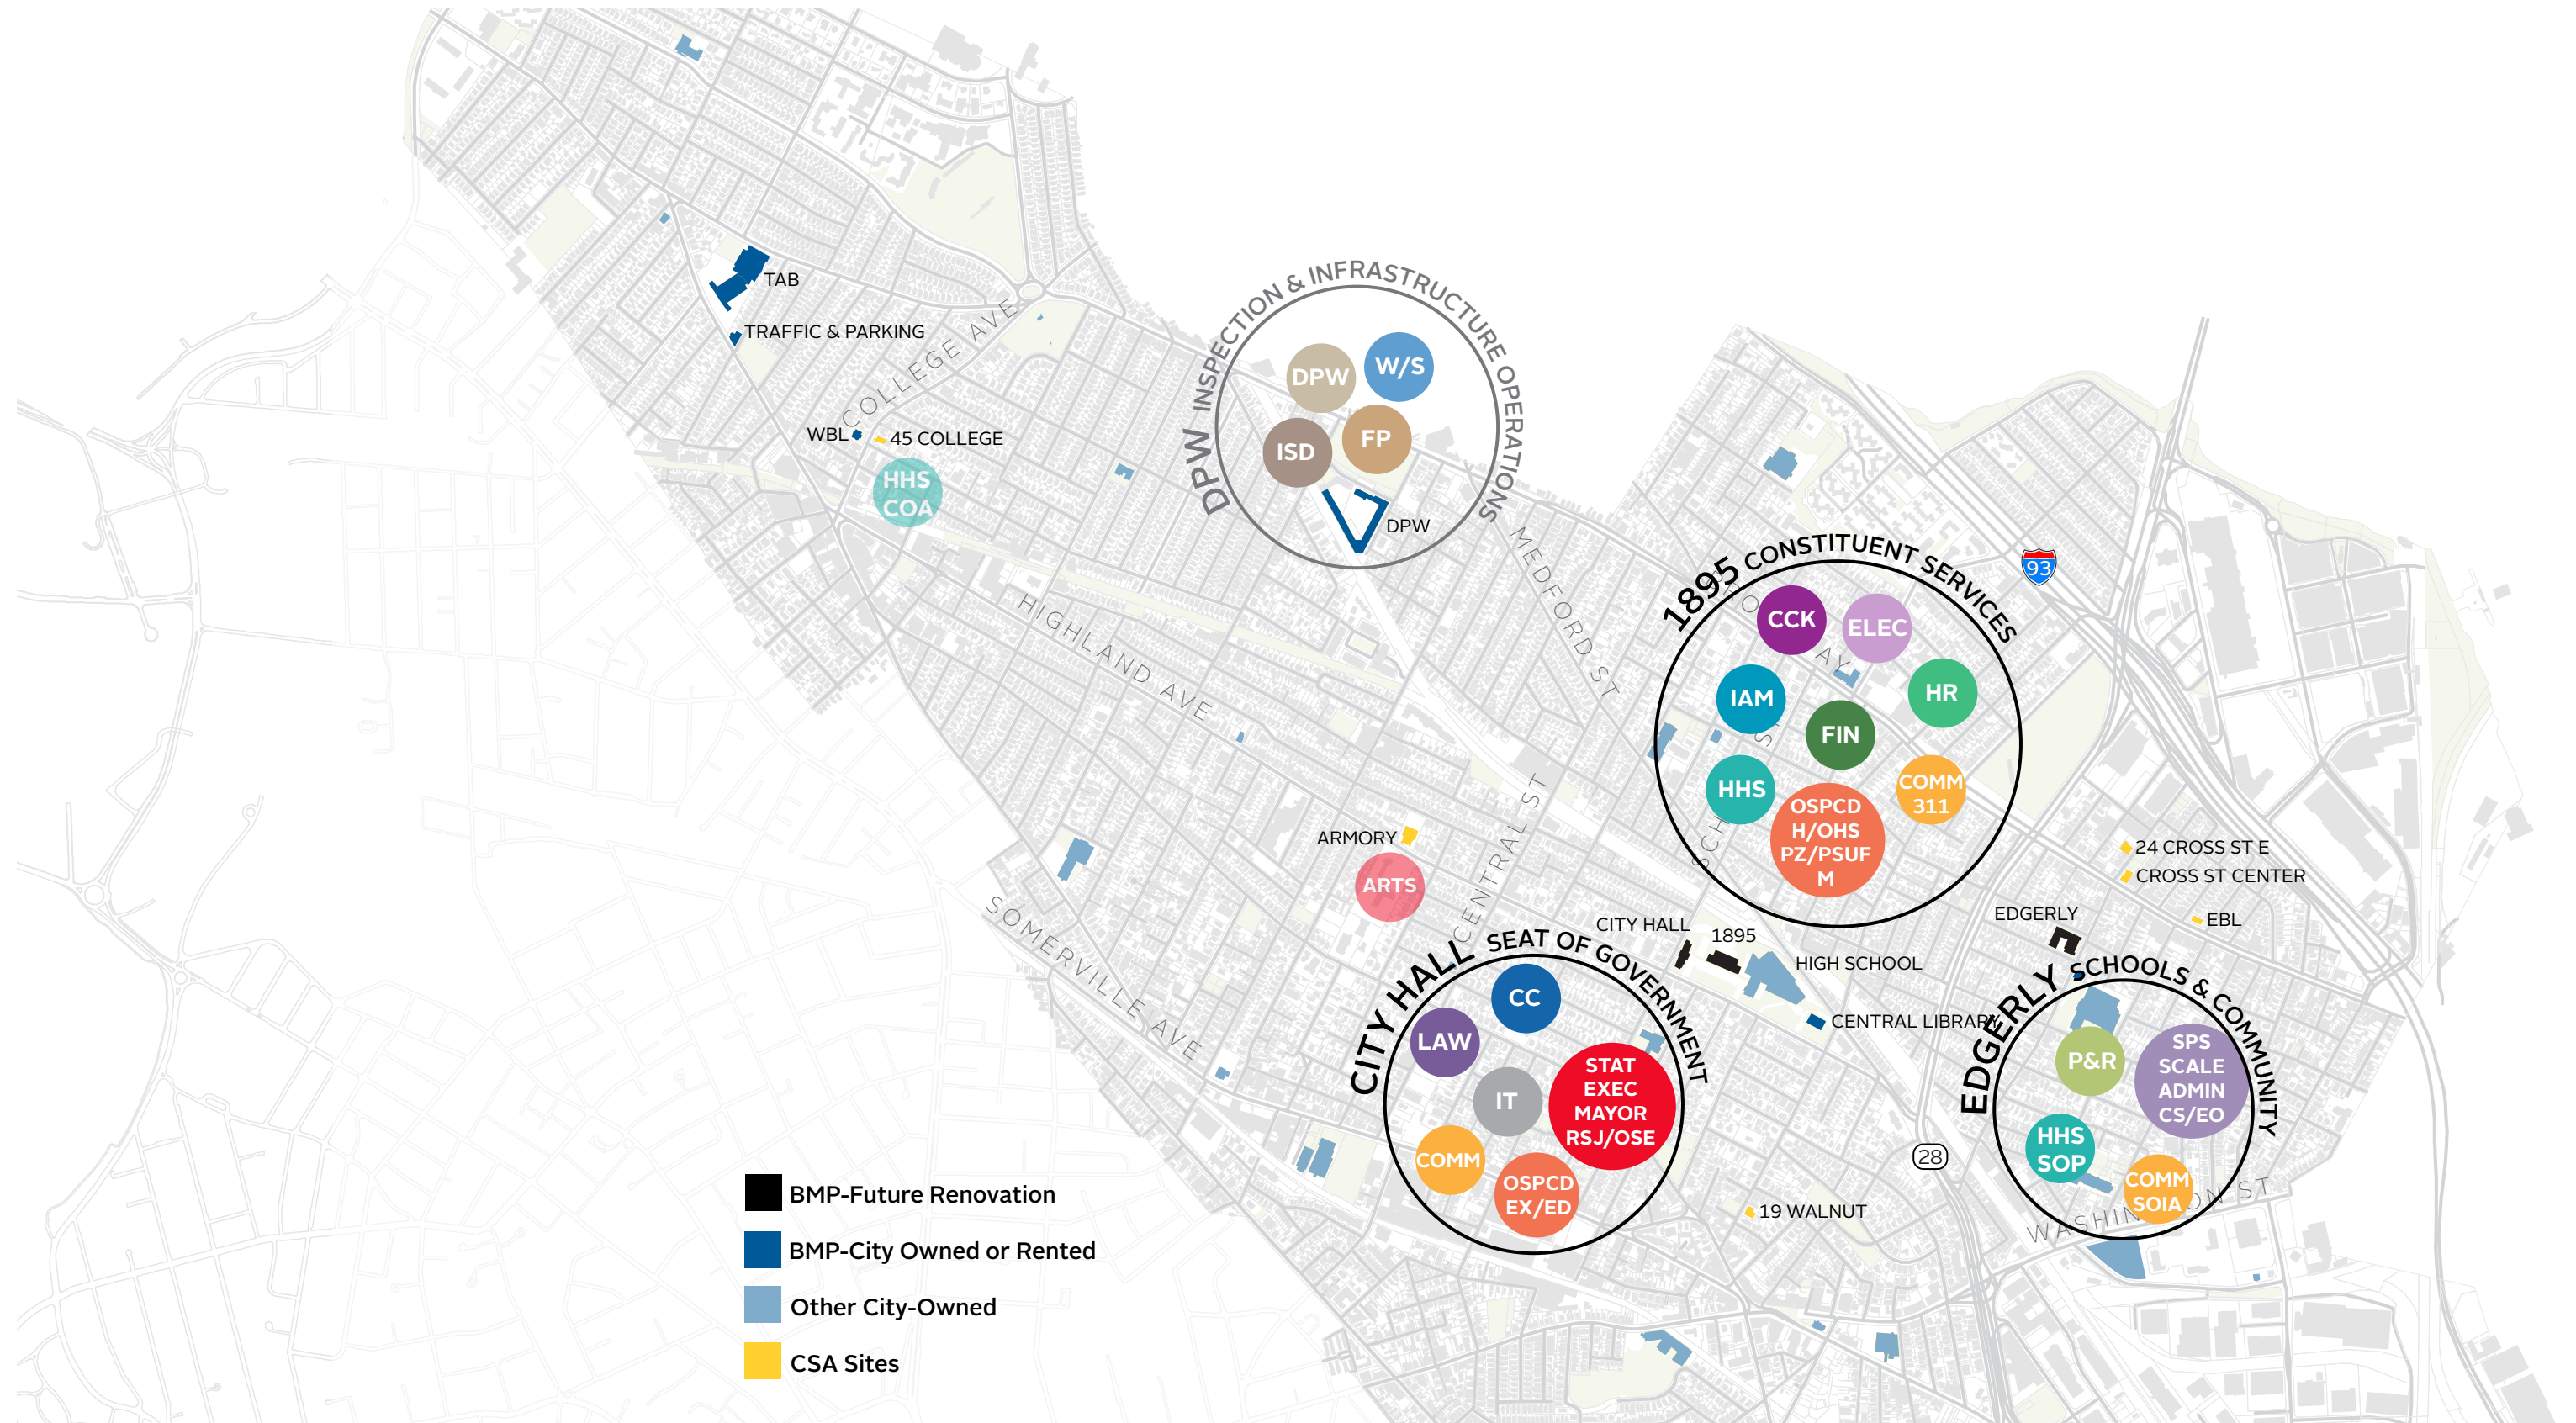 TAB
TRAFFIC & PARKING
COLLEGE AVE
WBL
45 COLLEGE
HHS
COA
DPW INSPECTION & INFRASTRUCTURE OPERATIONS
DPW
W/S
ISD
FP
DPW
MEDFORD ST
HIGHLAND AVE
1895 CONSTITUENT SERVICES
93
CCK
ELEC
IAM
HR
FIN
HHS
COMM
311
OSPCD
H/OHS
PZ/PSUF
M
ARMORY
ARTS
CENTRAL ST
SOMERVILLE AVE
24 CROSS ST E
CROSS ST CENTER
EBL
EDGERLY
CITY HALL
1895
HIGH SCHOOL
CENTRAL LIBRARY
CITY HALL SEAT OF GOVERNMENT
CC
LAW
IT
STAT
EXEC
MAYOR
RSJ/OSE
COMM
OSPCD
EX/ED
EDGERLY SCHOOLS & COMMUNITY
P&R
SPS
SCALE
ADMIN
CS/EO
HHS
SOP
COMM
SOIA
28
19 WALNUT
BMP-Future Renovation
BMP-City Owned or Rented
Other City-Owned
CSA Sites